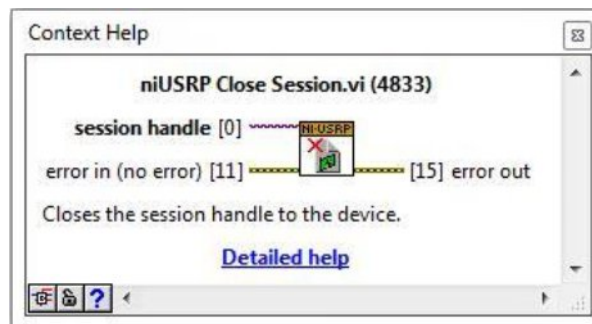 Context Help
niUSRP Close Session.vi (4833)
session handle [0]
NI-USRP
error in (no error) [11]
[15] error out
Closes the session handle to the device.
Detailed help
?